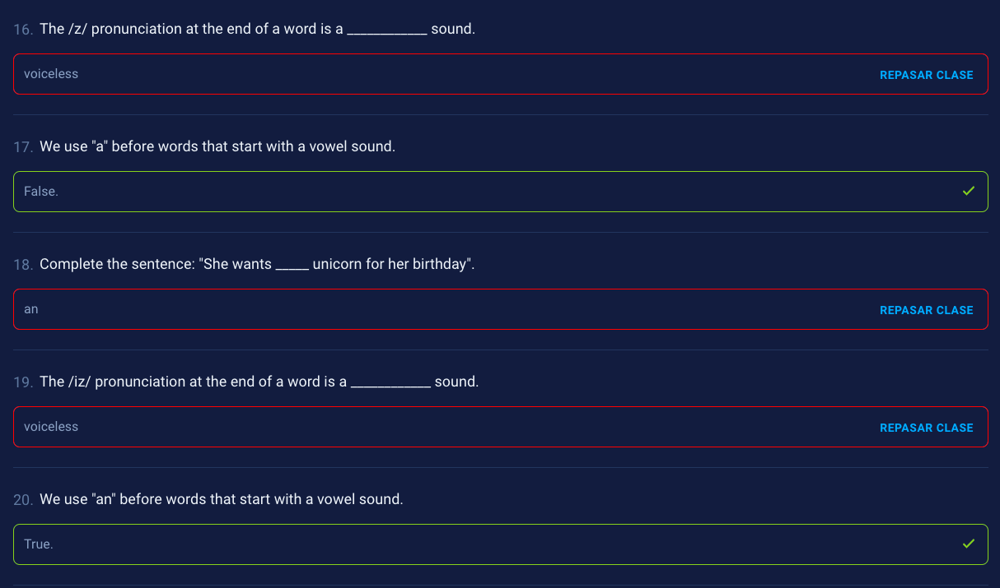 16. The /z/ pronunciation at the end of a word is a ____________ sound.
voiceless REPASAR CLASE
17. We use "a" before words that start with a vowel sound.
False.
18. Complete the sentence: "She wants _____ unicorn for her birthday".
an REPASAR CLASE
19. The /iz/ pronunciation at the end of a word is a ____________ sound.
voiceless REPASAR CLASE
20. We use "an" before words that start with a vowel sound.
True.